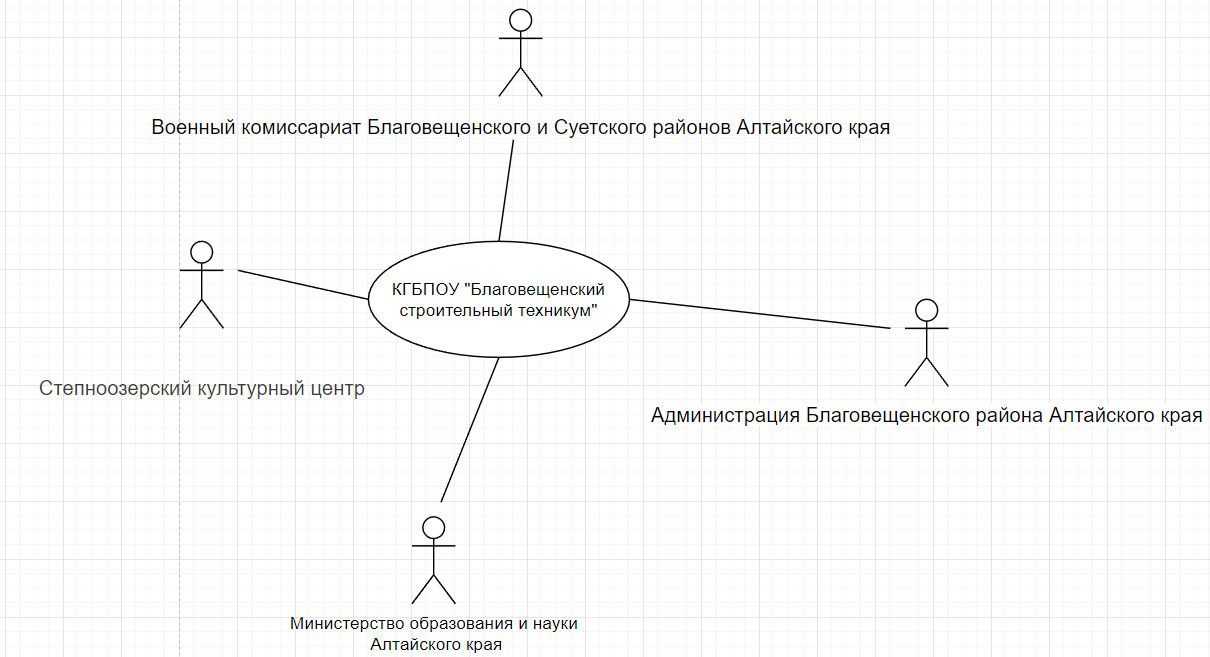 Военный комиссариат Благовещенского и Суетского районов Алтайского края
КГБПОУ "Благовещенский
строительный техникум"
Степноозерский культурный центр
Администрация Благовещенского района Алтайского края
Министерство образования и науки
Алтайского края